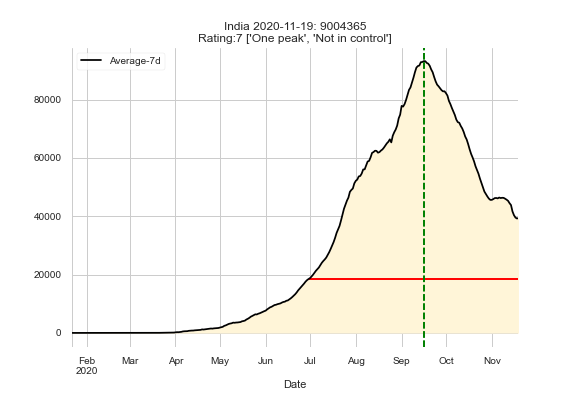 India 2020-11-19: 9004365
Rating:7 ['One peak', 'Not in control']
Average-7d
80000
60000
40000
20000
0
Feb Mar Apr May Jun Jul Aug Sep Oct Nov
2020
Date